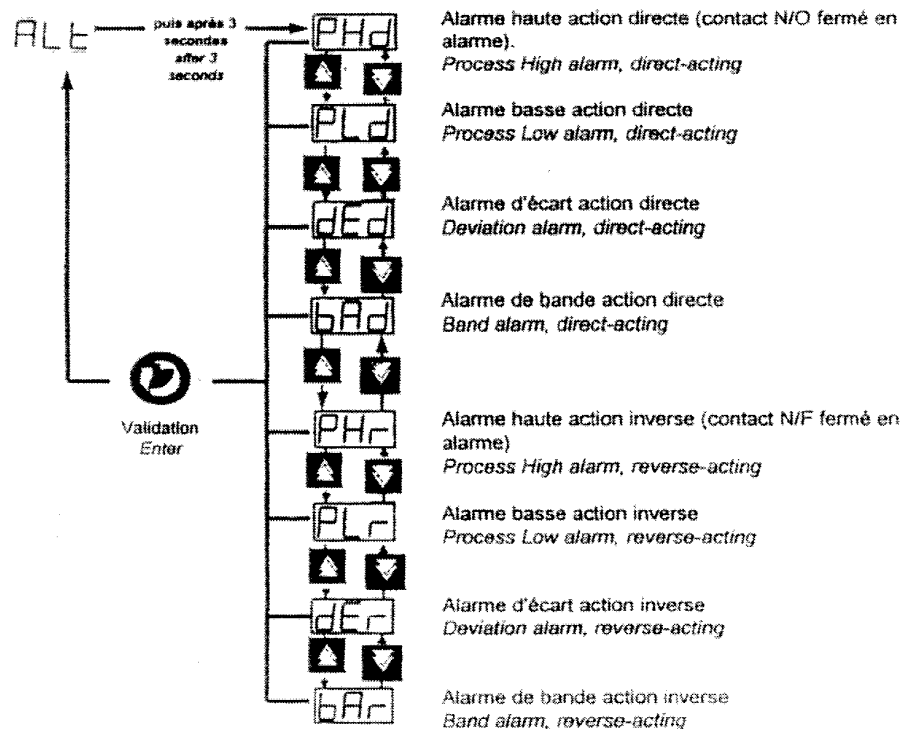 ALt
puis après 3
secondes
after 3
seconds
PHd
Alarme haute action directe (contact N/O fermé en
alarme).
Process High alarm, direct-acting
PLd
Alarme basse action directe
Process Low alarm, direct-acting
dEd
Alarme d'écart action directe
Deviation alarm, direct-acting
bAd
Alarme de bande action directe
Band alarm, direct-acting
Validation
Enter
PHr
Alarme haute action inverse (contact N/F fermé en
alarme)
Process High alarm, reverse-acting
PLr
Alarme basse action inverse
Process Low alarm, reverse-acting
dEr
Alarme d'écart action inverse
Deviation alarm, reverse-acting
bAr
Alarme de bande action inverse
Band alarm, reverse-acting